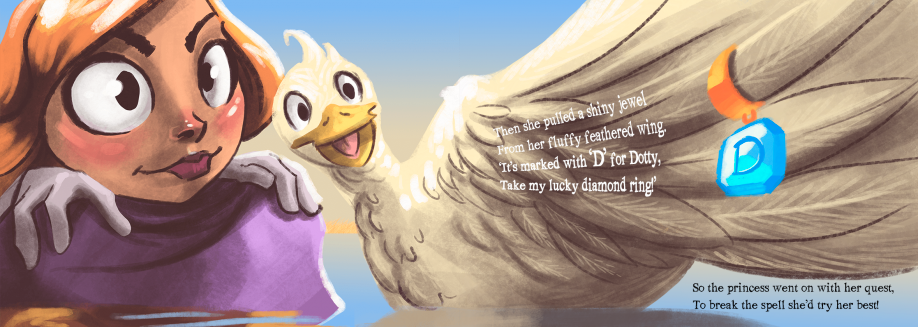 Then she pulled a shiny jewel
From her fluffy feathered wing.
'It's marked with 'D' for Dotty,
Take my lucky diamond ring!'
D
So the princess went on with her quest,
To break the spell she'd try her best!